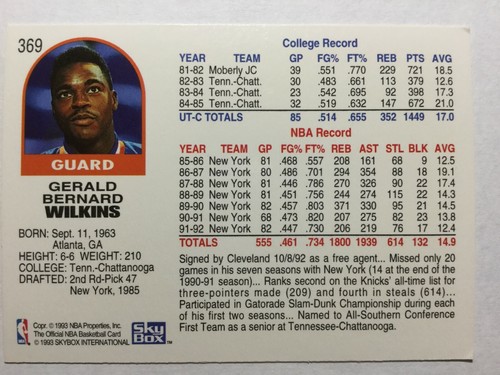 369
GUARD
GERALD
BERNARD
WILKINS
BORN: Sept. 11, 1963
Atlanta, GA
HEIGHT: 6-6 WEIGHT: 210
COLLEGE: Tenn.-Chattanooga
DRAFTED: 2nd Rd-Pick 47
New York, 1985
Copr. © 1993 NBA Properties, Inc.
The Official NBA Basketball Card
© 1993 SKYBOX INTERNATIONAL
SkyBox
College Record
YEAR TEAM GP FG% FT% REB PTS AVG
81-82 Moberly JC 39 .551 .770 229 721 18.5
82-83 Tenn.-Chatt. 30 .483 .661 113 379 12.6
83-84 Tenn.-Chatt. 23 .542 .695 92 398 17.3
84-85 Tenn.-Chatt. 32 .519 .640 147 672 21.0
UT-C TOTALS 85 .514 .655 352 1449 17.0
NBA Record
YEAR TEAM GP FG% FT% REB AST STL BLK AVG
85-86 New York 81 .468 .557 208 161 68 9 12.5
86-87 New York 80 .486 .701 294 354 88 18 19.1
87-88 New York 81 .446 .786 270 326 90 22 17.4
88-89 New York 81 .451 .756 244 274 115 22 14.3
89-90 New York 82 .457 .803 371 330 95 21 14.5
90-91 New York 68 .473 .820 207 275 82 23 13.8
91-92 New York 82 .447 .730 206 219 76 17 12.4
TOTALS 555 .461 .734 1800 1939 614 132 14.9
Signed by Cleveland 10/8/92 as a free agent... Missed only 20
games in his seven seasons with New York (14 at the end of the
1990-91 season)... Ranks second on the Knicks' all-time list for
three-pointers made (209) and fourth in steals (614)...
Participated in Gatorade Slam-Dunk Championship during each
of his first two seasons... Named to All-Southern Conference
First Team as a senior at Tennessee-Chattanooga.